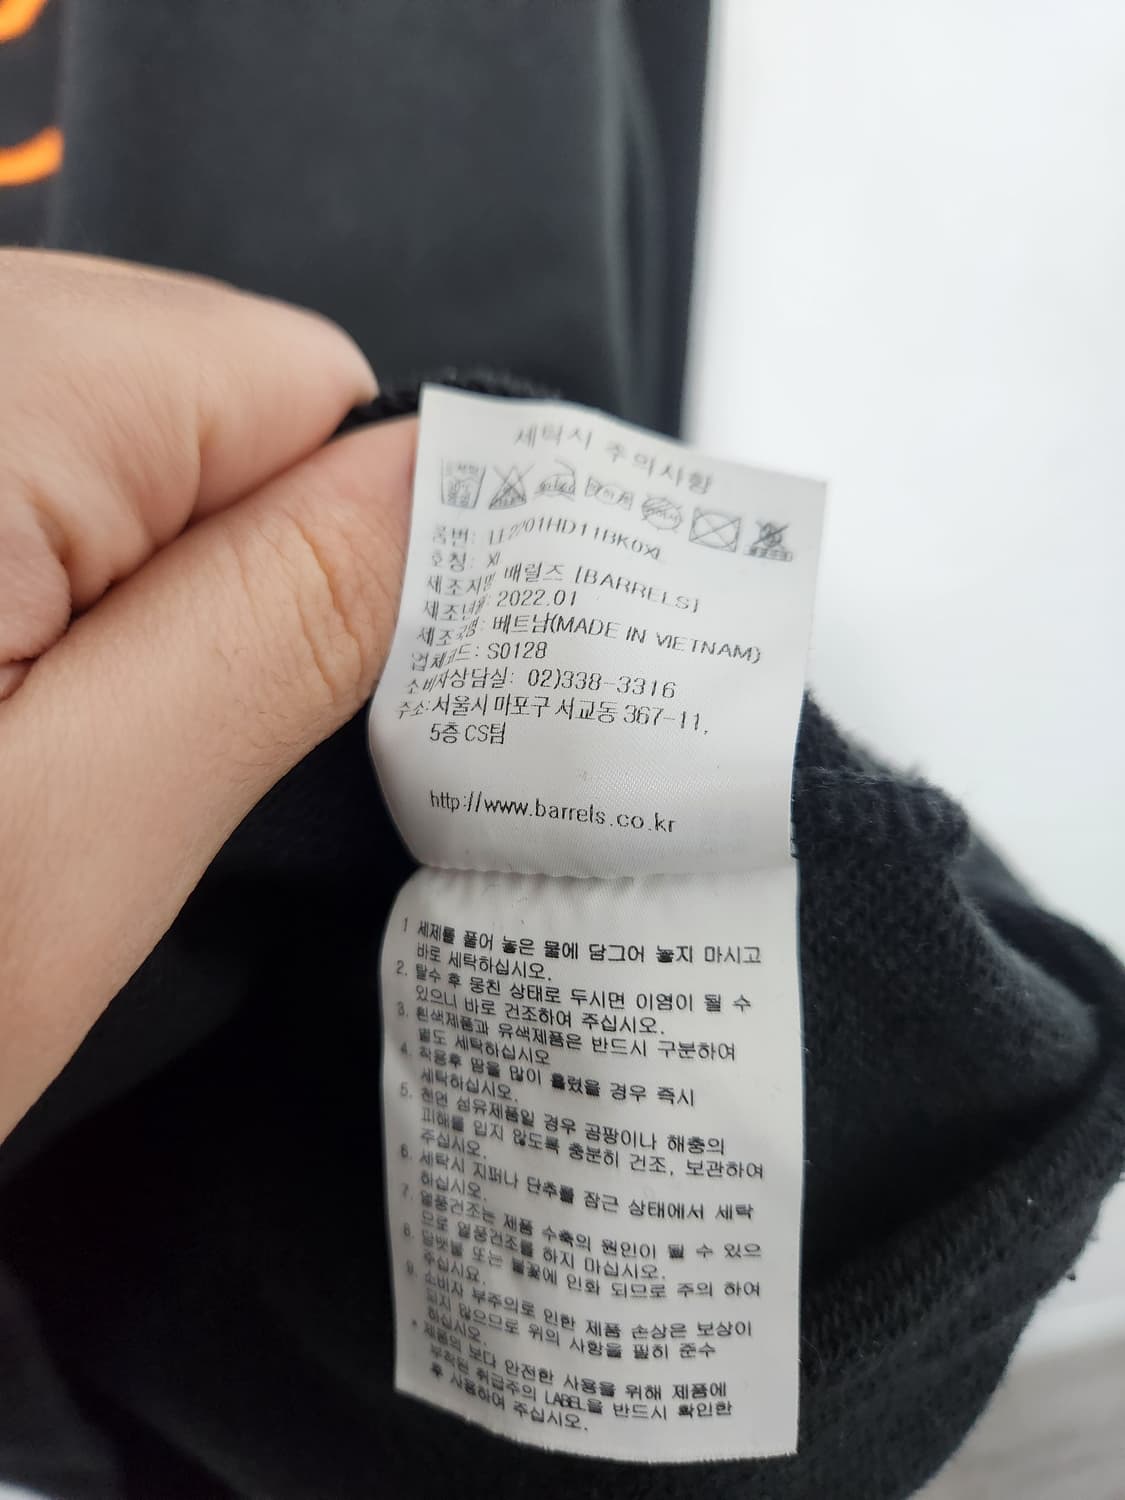 세탁시 주의사항
품번: LE2201HD11BK0XL
호칭: XL
제조자명: 배럴즈 [BARRELS]
제조년월: 2022.01
제조국명: 베트남(MADE IN VIETNAM)
업체코드: S0128
소비자상담실: 02)338-3316
주소:서울시 마포구 서교동 367-11,
5층 CS팀
http://www.barrels.co.kr
1 세제를 풀어 놓은 물에 담그어 놓지 마시고
바로 세탁하십시오.
2. 탈수 후 뭉친 상태로 두시면 이염이 될 수
있으니 바로 건조하여 주십시오.
3. 흰색제품과 유색제품은 반드시 구분하여
별도 세탁하십시오
4. 착용후 땀을 많이 흘렸을 경우 즉시
세탁하십시오.
5. 천연 섬유제품일 경우 곰팡이나 해충의
피해를 입지 않도록 충분히 건조, 보관하여
주십시오.
6. 세탁시 지퍼나 단추를 잠근 상태에서 세탁
하십시오.
7. 열풍건조는 제품 수축의 원인이 될 수 있으
므로 열풍건조를 하지 마십시오.
8. 담뱃불 또는 불꽃에 인화 되므로 주의 하여
주십시요.
9. 소비자 부주의로 인한 제품 손상은 보상이
되지 않으므로 위의 사항을 필히 준수
하십시오.
* 제품의 보다 안전한 사용을 위해 제품에
부착된 취급주의 LABEL을 반드시 확인한
후 사용하여 주십시오.